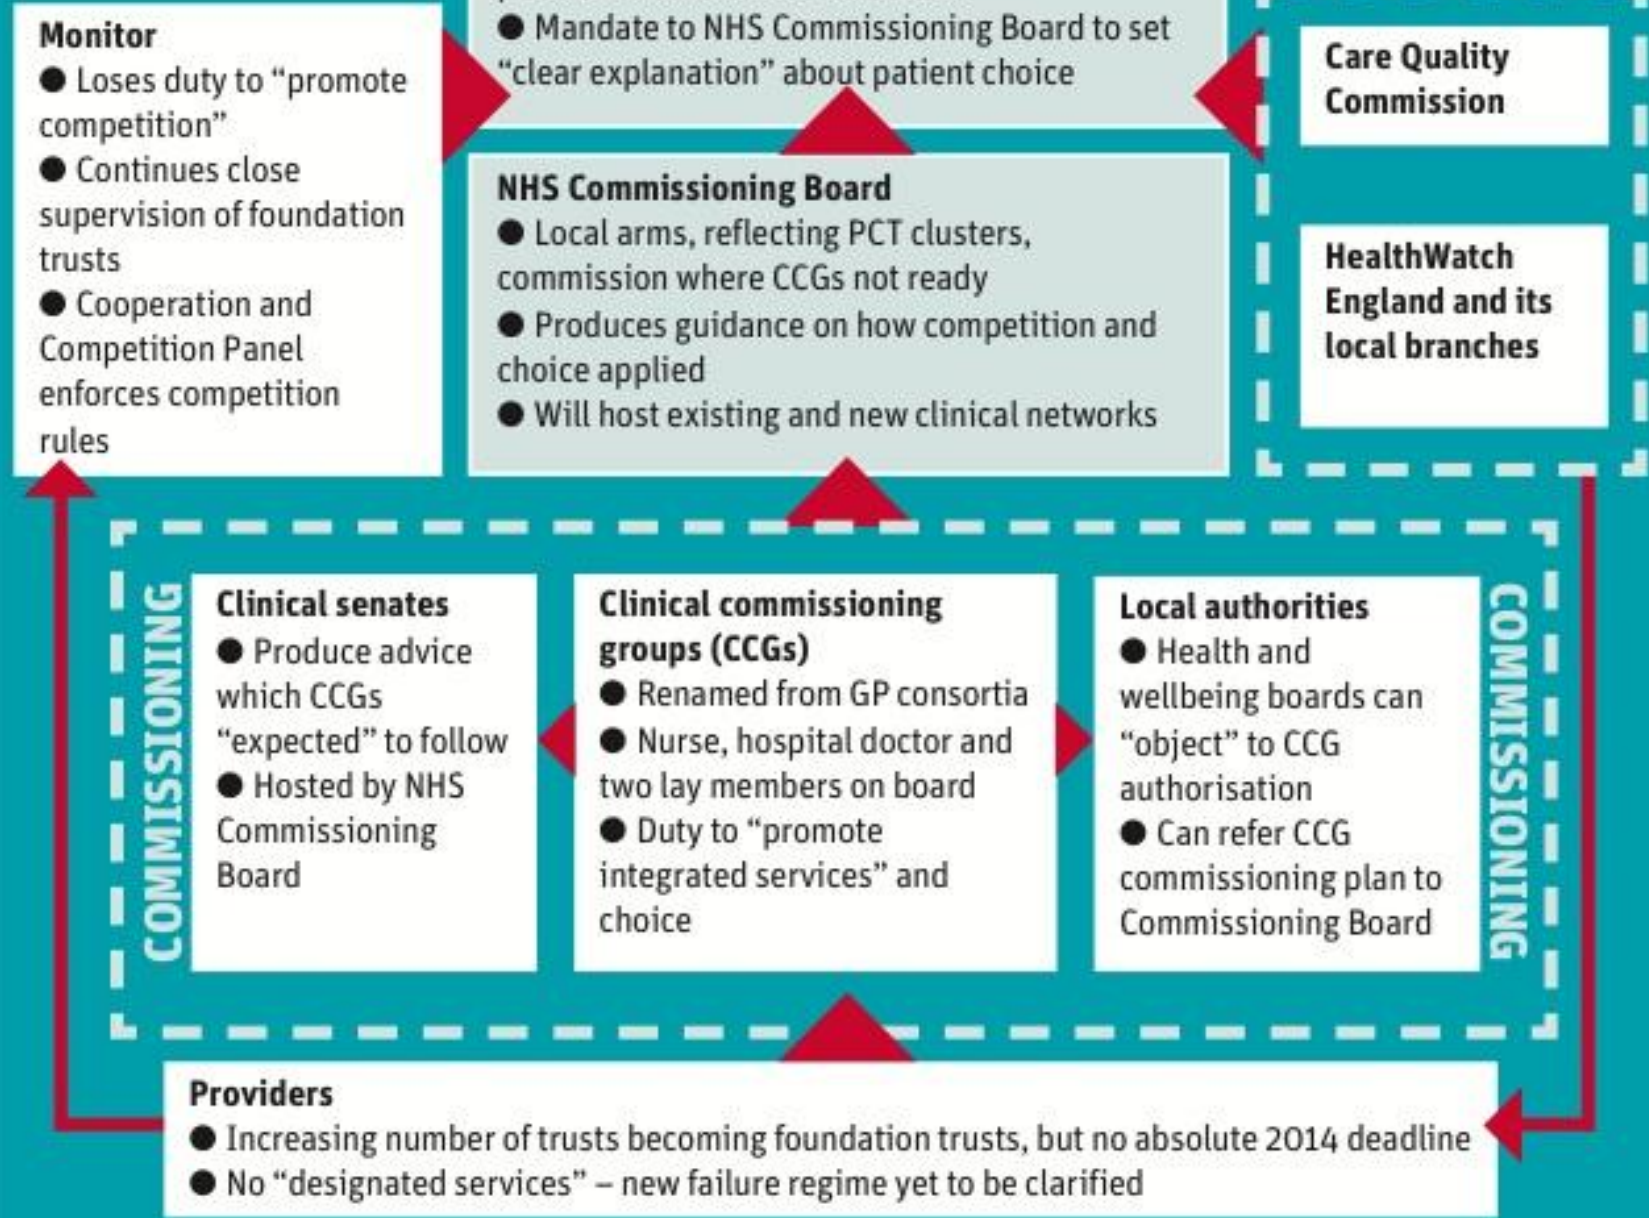 Monitor
● Loses duty to “promote
competition”
● Continues close
supervision of foundation
trusts
● Cooperation and
Competition Panel
enforces competition
rules
● Mandate to NHS Commissioning Board to set
“clear explanation” about patient choice
NHS Commissioning Board
● Local arms, reflecting PCT clusters,
commission where CCGs not ready
● Produces guidance on how competition and
choice applied
● Will host existing and new clinical networks
Care Quality
Commission
HealthWatch
England and its
local branches
COMMISSIONING
Clinical senates
● Produce advice
which CCGs
“expected” to follow
● Hosted by NHS
Commissioning
Board
Clinical commissioning
groups (CCGs)
● Renamed from GP consortia
● Nurse, hospital doctor and
two lay members on board
● Duty to “promote
integrated services” and
choice
Local authorities
● Health and
wellbeing boards can
“object” to CCG
authorisation
● Can refer CCG
commissioning plan to
Commissioning Board
COMMISSIONING
Providers
● Increasing number of trusts becoming foundation trusts, but no absolute 2014 deadline
● No “designated services” – new failure regime yet to be clarified